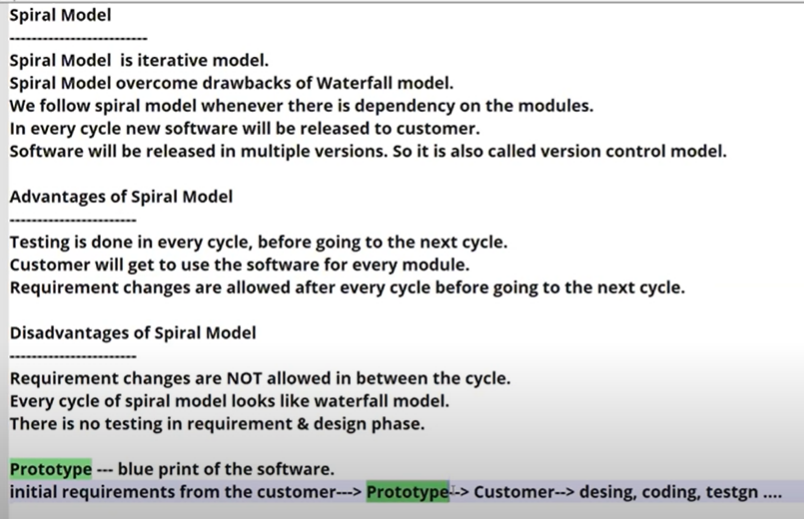 Spiral Model
-------------------------
Spiral Model  is iterative model.
Spiral Model overcome drawbacks of Waterfall model.
We follow spiral model whenever there is dependency on the modules.
In every cycle new software will be released to customer.
Software will be released in multiple versions. So it is also called version control model.
Advantages of Spiral Model
-----------------------
Testing is done in every cycle, before going to the next cycle.
Customer will get to use the software for every module.
Requirement changes are allowed after every cycle before going to the next cycle.
Disadvantages of Spiral Model
-----------------------
Requirement changes are NOT allowed in between the cycle.
Every cycle of spiral model looks like waterfall model.
There is no testing in requirement & design phase.
Prototype --- blue print of the software.
initial requirements from the customer---> Prototype--> Customer--> desing, coding, testgn ....